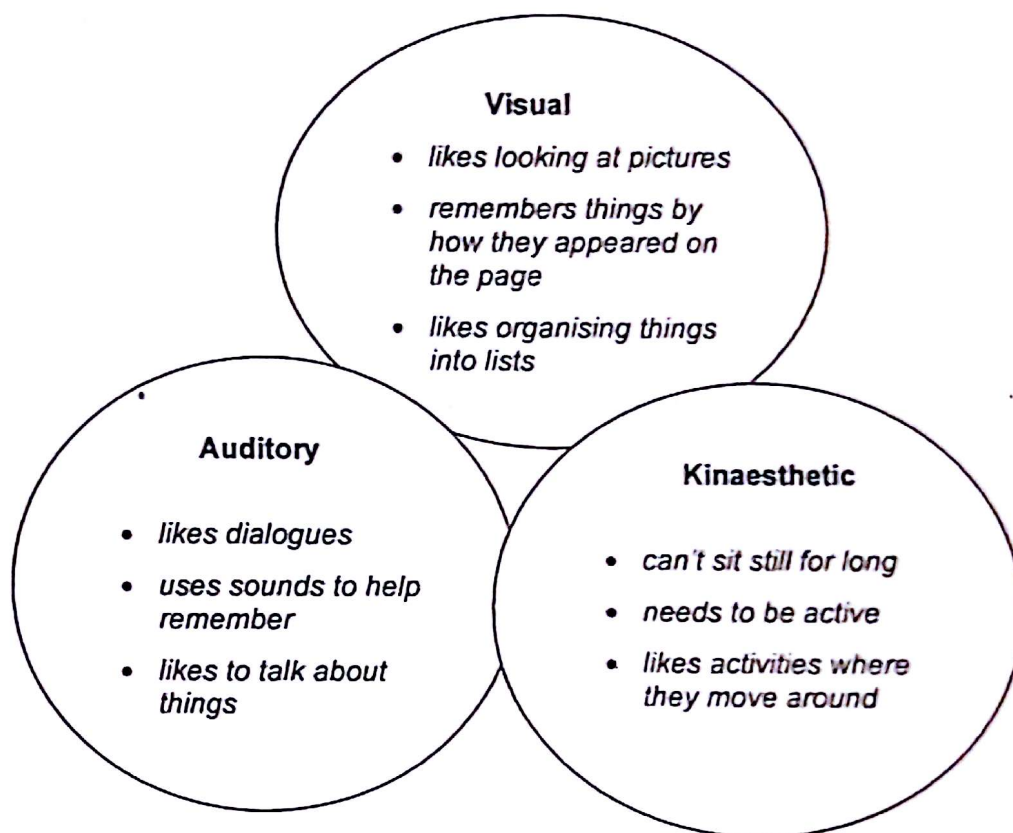 Visual
• likes looking at pictures
• remembers things by
how they appeared on
the page
• likes organising things
into lists
Auditory
• likes dialogues
• uses sounds to help
remember
• likes to talk about
things
Kinaesthetic
• can't sit still for long
• needs to be active
• likes activities where
they move around